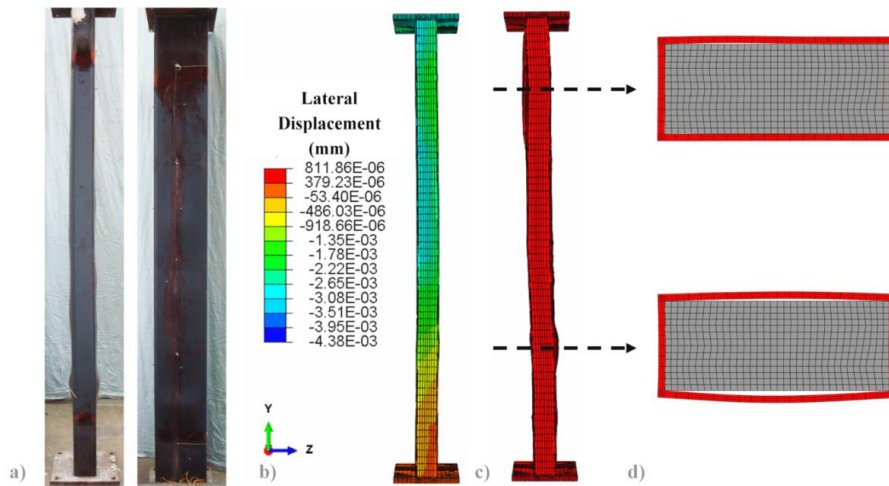 Lateral
Displacement
(mm)
811.86E-06
379.23E-06
-53.40E-06
-486.03E-06
-918.66E-06
-1.35E-03
-1.78E-03
-2.22E-03
-2.65E-03
-3.08E-03
-3.51E-03
-3.95E-03
-4.38E-03
Y
Z
a)
b)
c)
d)